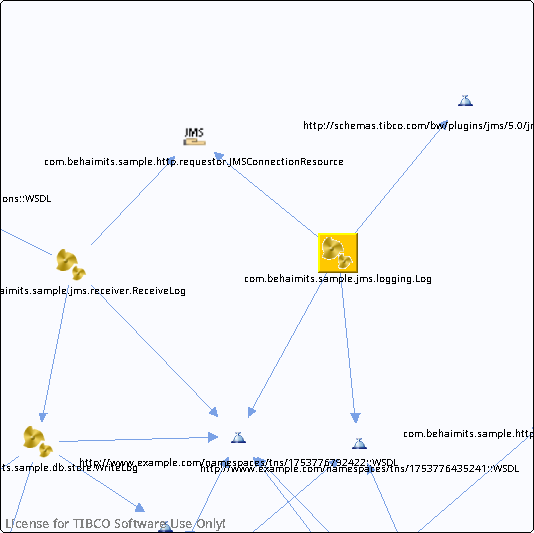 http://schemas.tibco.com/bw/plugins/jms/5.0/jr
JMS
com.behaimits.sample.http.requestor.JMSConnectionResource
ons::WSDL
com.behaimits.sample.jms.logging.Log
aimits.sample.jms.receiver.ReceiveLog
com.behaimits.sample.http
http://www.example.com/namespaces/tns/1753776792422::WSDL
ts.sample.db.store.WriteLog
http://www.example.com/namespaces/tns/1753776435241::WSDL
License for TIBCO Software Use Only!